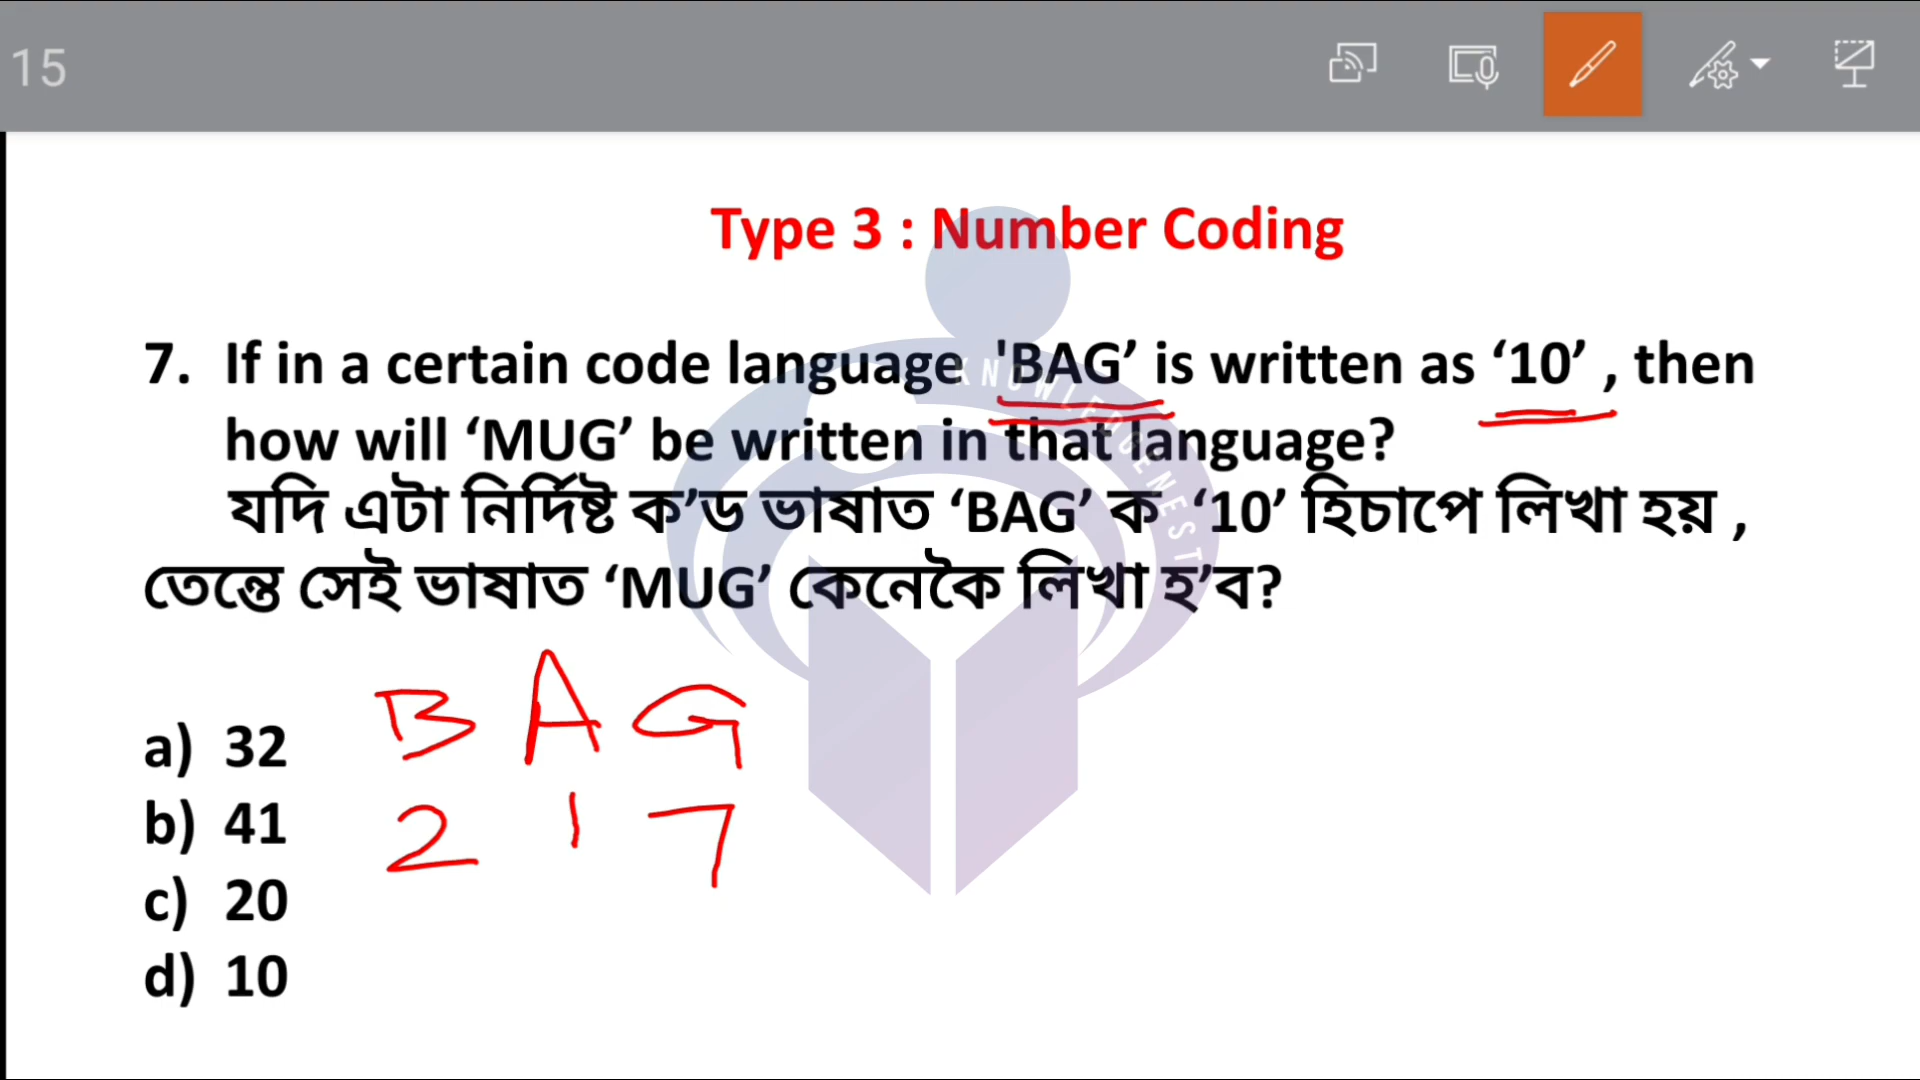 15
Type 3 : Number Coding
7. If in a certain code language 'BAG’ is written as ‘10’ , then
how will ‘MUG’ be written in that language?
যদি এটা নিৰ্দিষ্ট ক’ড ভাষাত ‘BAG’ ক ‘10’ হিচাপে লিখা হয় ,
তেন্তে সেই ভাষাত ‘MUG’ কেনেকৈ লিখা হ’ব?
KNOWLEDGE NEST
B A G
a) 32
2 1 7
b) 41
c) 20
d) 10